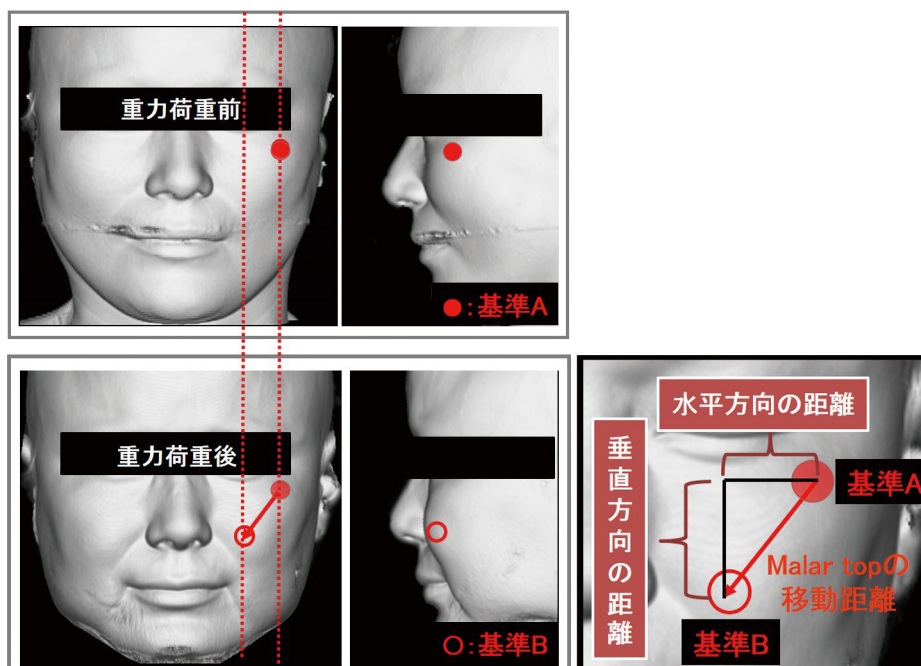 重力荷重前
●:基準A
重力荷重後
○:基準B
水平方向の距離
垂直方向の距離
基準A
Malar topの
移動距離
基準B